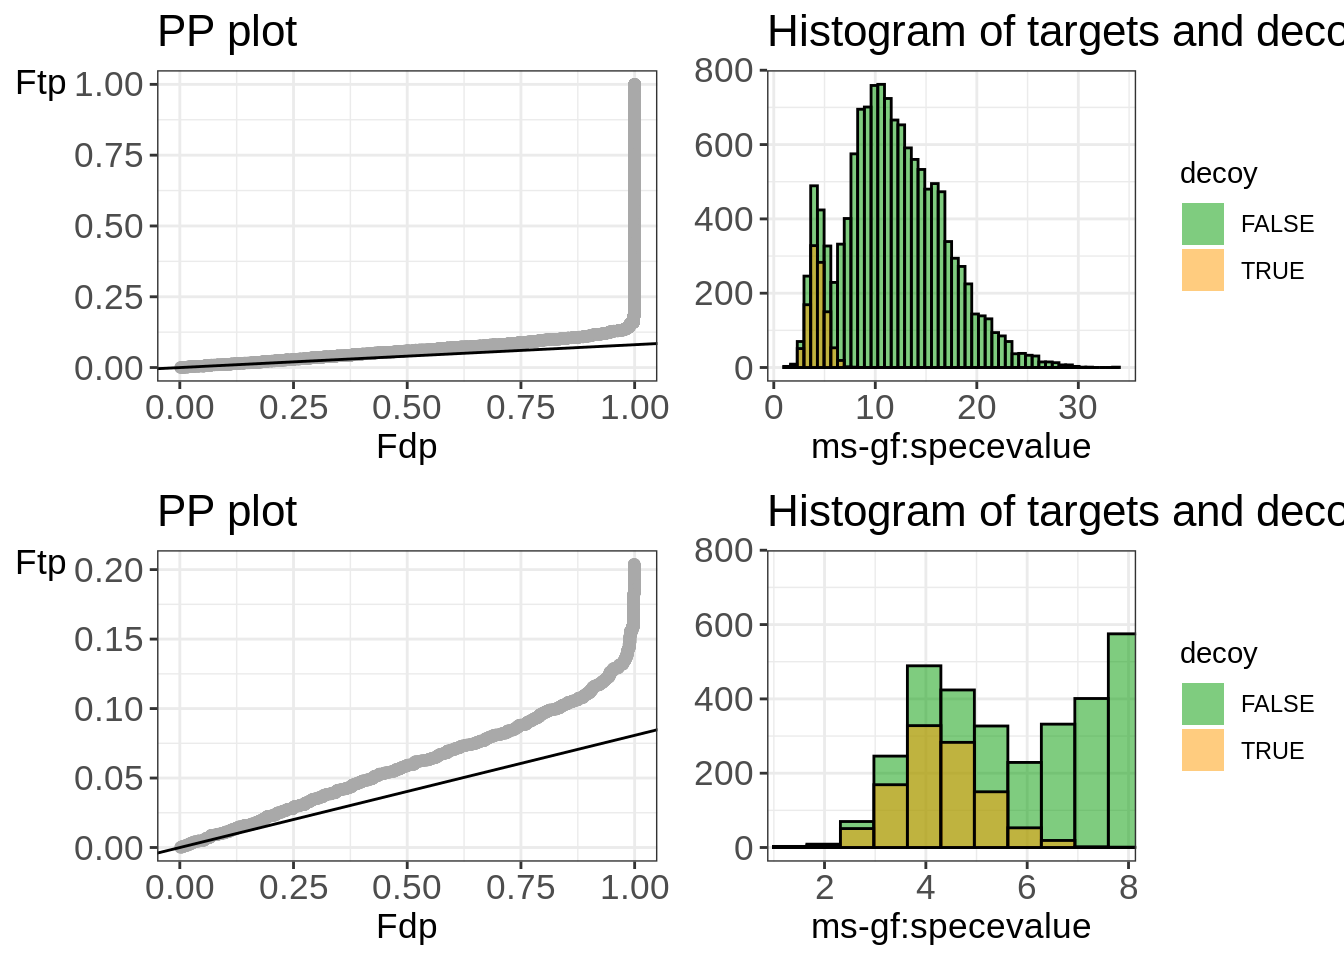 PP plot
Ftp
1.00
0.75
0.50
0.25
0.00
0.00 0.25 0.50 0.75 1.00
Fdp
Histogram of targets and deco
800
600
400
200
0
0 10 20 30
ms-gf:specevalue
decoy
FALSE
TRUE
PP plot
Ftp
0.20
0.15
0.10
0.05
0.00
0.00 0.25 0.50 0.75 1.00
Fdp
Histogram of targets and deco
800
600
400
200
0
2 4 6 8
ms-gf:specevalue
decoy
FALSE
TRUE